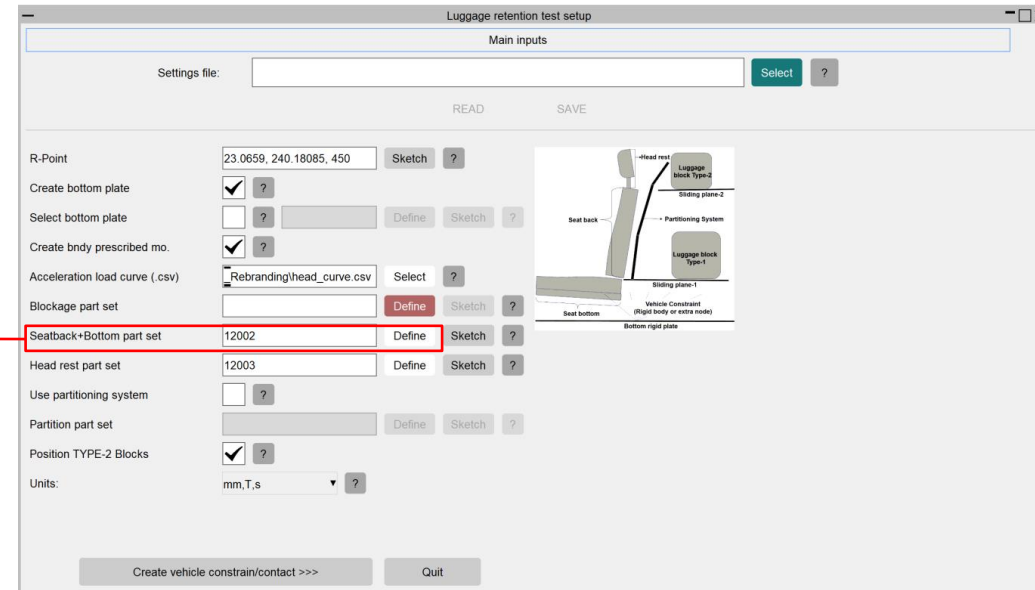 Luggage retention test setup
Main inputs
Settings file: Select ?
READ SAVE
R-Point 23.0659, 240.18085, 450 Sketch ?
Create bottom plate ?
Select bottom plate ? Define Sketch ?
Create bndy prescribed mo. ?
Acceleration load curve (.csv) _Rebranding\head_curve.csv Select ?
Blockage part set Define Sketch ?
Seatback+Bottom part set 12002 Define Sketch ?
Head rest part set 12003 Define Sketch ?
Use partitioning system ?
Partition part set Define Sketch ?
Position TYPE-2 Blocks ?
Units: mm,T,s ?
Create vehicle constrain/contact >>> Quit
Head rest
Luggage
block Type-2
Sliding plane-2
Seat back
Partitioning System
Luggage block
Type-1
Sliding plane-1
Seat bottom
Vehicle Constraint
(Rigid body or extra node)
Bottom rigid plate